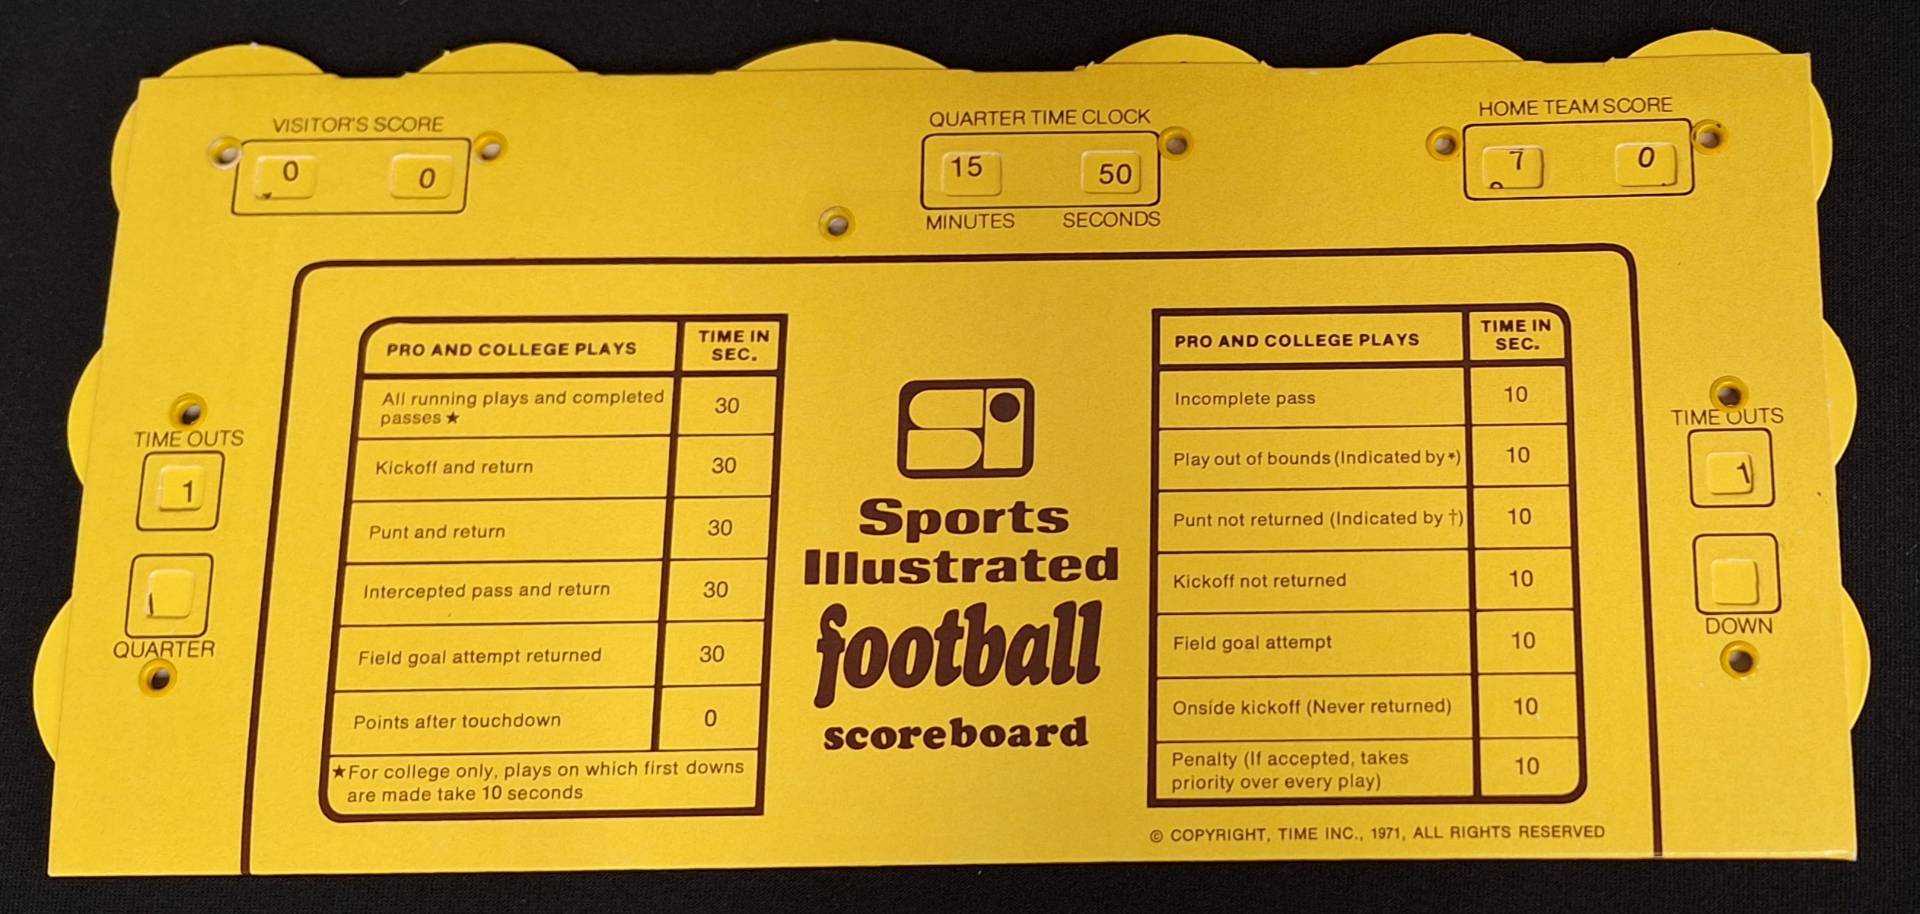 VISITOR'S SCORE
0 0
QUARTER TIME CLOCK
15 50
MINUTES SECONDS
HOME TEAM SCORE
7 0
TIME OUTS
1
QUARTER
PRO AND COLLEGE PLAYS TIME IN SEC.
All running plays and completed
passes ★ 30
Kickoff and return 30
Punt and return 30
Intercepted pass and return 30
Field goal attempt returned 30
Points after touchdown 0
★For college only, plays on which first downs
are made take 10 seconds
SI
Sports
Illustrated
football
scoreboard
PRO AND COLLEGE PLAYS TIME IN SEC.
Incomplete pass 10
Play out of bounds (Indicated by *) 10
Punt not returned (Indicated by †) 10
Kickoff not returned 10
Field goal attempt 10
Onside kickoff (Never returned) 10
Penalty (If accepted, takes
priority over every play) 10
© COPYRIGHT, TIME INC., 1971, ALL RIGHTS RESERVED
TIME OUTS
1
DOWN